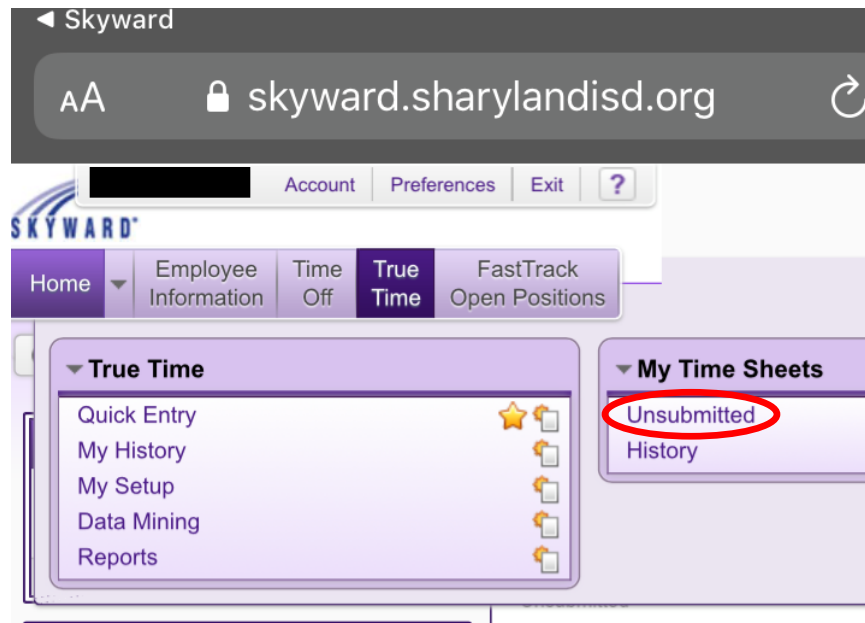 ◀ Skyward
AA skyward.sharylandisd.org
Account Preferences Exit ?
SKYWARD®
Home Employee Information Time Off True Time FastTrack Open Positions
True Time
Quick Entry
My History
My Setup
Data Mining
Reports
My Time Sheets
Unsubmitted
History